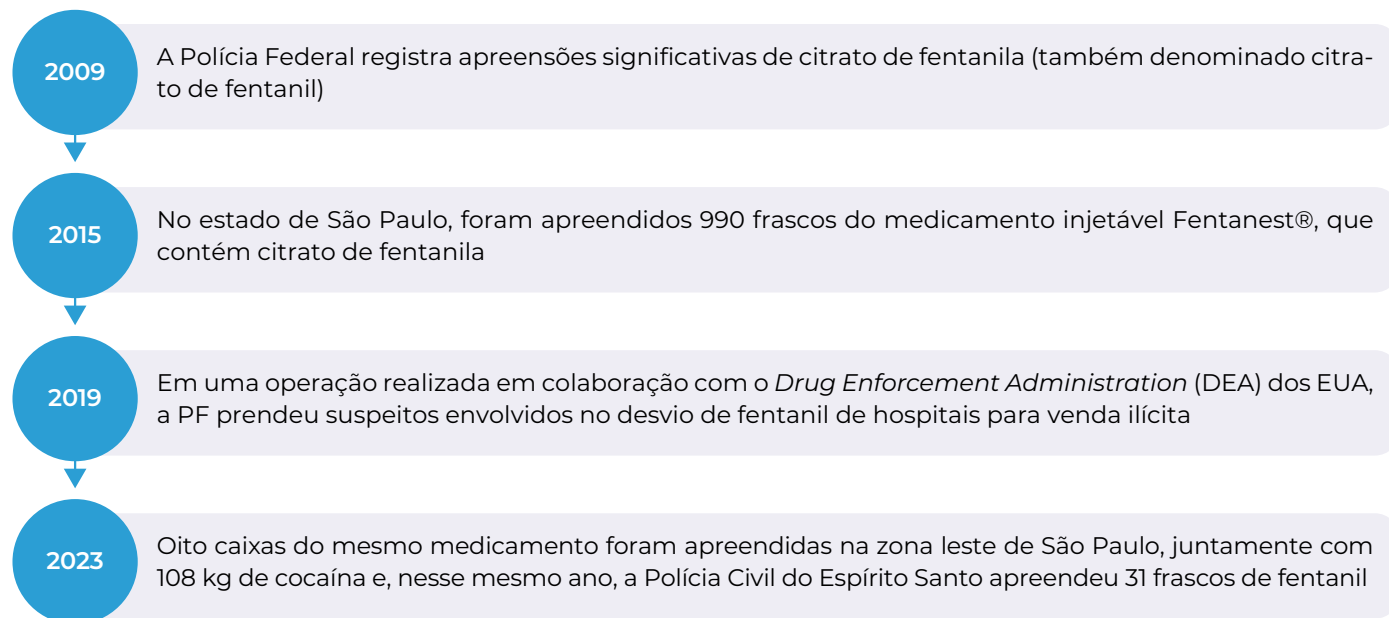 2009
A Polícia Federal registra apreensões significativas de citrato de fentanila (também denominado citra-
to de fentanil)
2015
No estado de São Paulo, foram apreendidos 990 frascos do medicamento injetável Fentanest®, que
contém citrato de fentanila
2019
Em uma operação realizada em colaboração com o Drug Enforcement Administration (DEA) dos EUA,
a PF prendeu suspeitos envolvidos no desvio de fentanil de hospitais para venda ilícita
2023
Oito caixas do mesmo medicamento foram apreendidas na zona leste de São Paulo, juntamente com
108 kg de cocaína e, nesse mesmo ano, a Polícia Civil do Espírito Santo apreendeu 31 frascos de fentanil